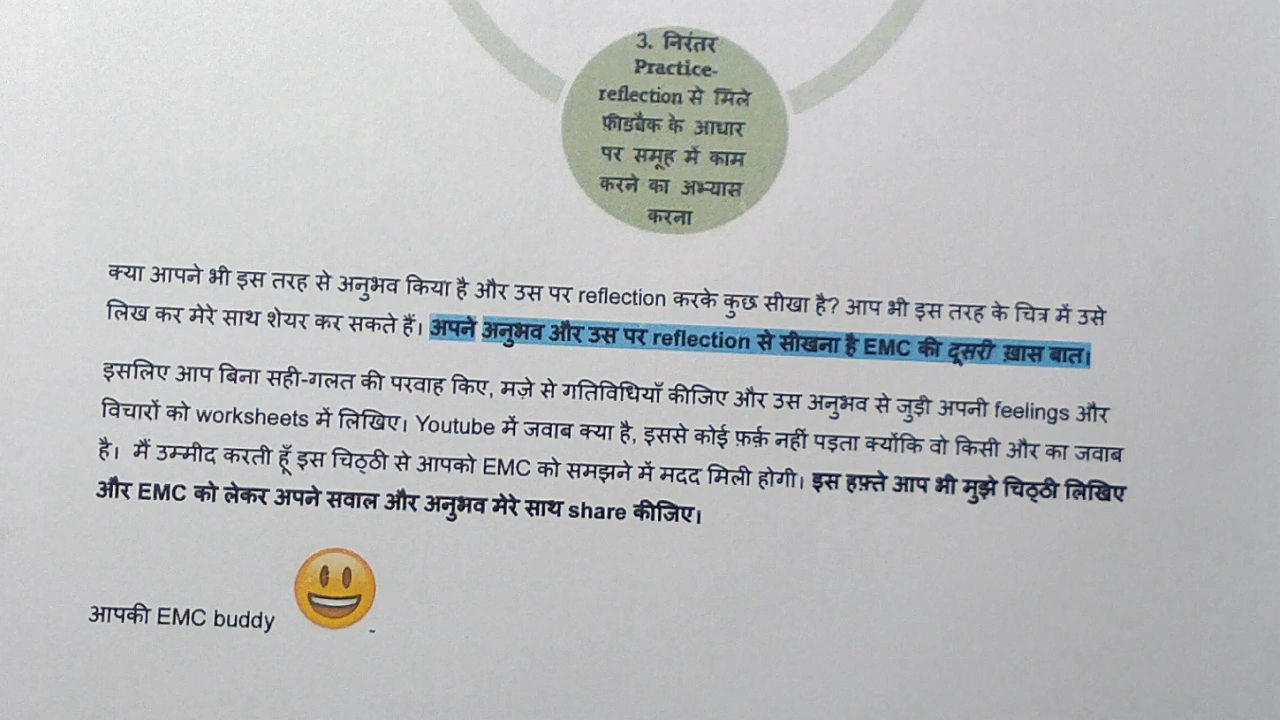 3. निरंतर
Practice-
reflection से मिले
फ़ीडबैक के आधार
पर समूह में काम
करने का अभ्यास
करना
क्या आपने भी इस तरह से अनुभव किया है और उस पर reflection करके कुछ सीखा है? आप भी इस तरह के चित्र में उसे
लिख कर मेरे साथ शेयर कर सकते हैं। अपने अनुभव और उस पर reflection से सीखना है EMC की दूसरी ख़ास बात।
इसलिए आप बिना सही-गलत की परवाह किए, मज़े से गतिविधियाँ कीजिए और उस अनुभव से जुड़ी अपनी feelings और
विचारों को worksheets में लिखिए। Youtube में जवाब क्या है, इससे कोई फ़र्क़ नहीं पड़ता क्योंकि वो किसी और का जवाब
है। मैं उम्मीद करती हूँ इस चिठ्ठी से आपको EMC को समझने में मदद मिली होगी। इस हफ़्ते आप भी मुझे चिठ्ठी लिखिए
और EMC को लेकर अपने सवाल और अनुभव मेरे साथ share कीजिए।
आपकी EMC buddy